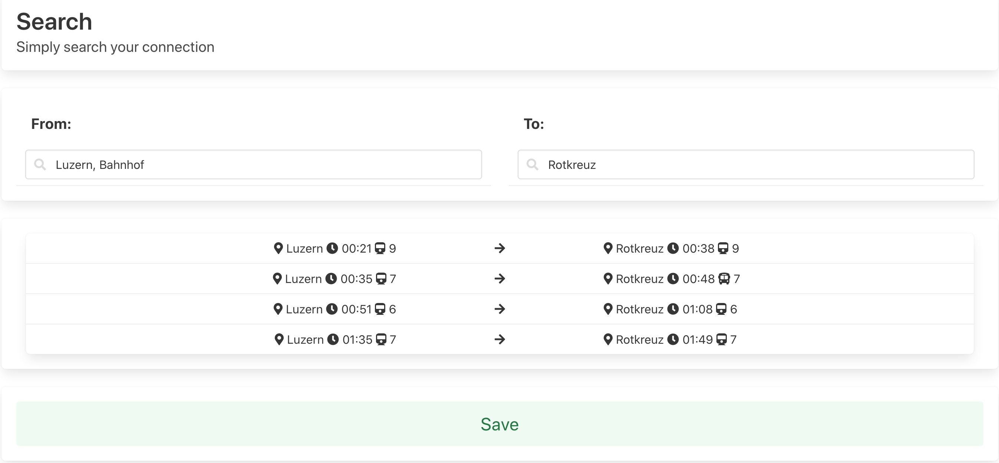 Search
Simply search your connection
From: To:
Luzern, Bahnhof Rotkreuz
Luzern 00:21 9 → Rotkreuz 00:38 9
Luzern 00:35 7 → Rotkreuz 00:48 7
Luzern 00:51 6 → Rotkreuz 01:08 6
Luzern 01:35 7 → Rotkreuz 01:49 7
Save